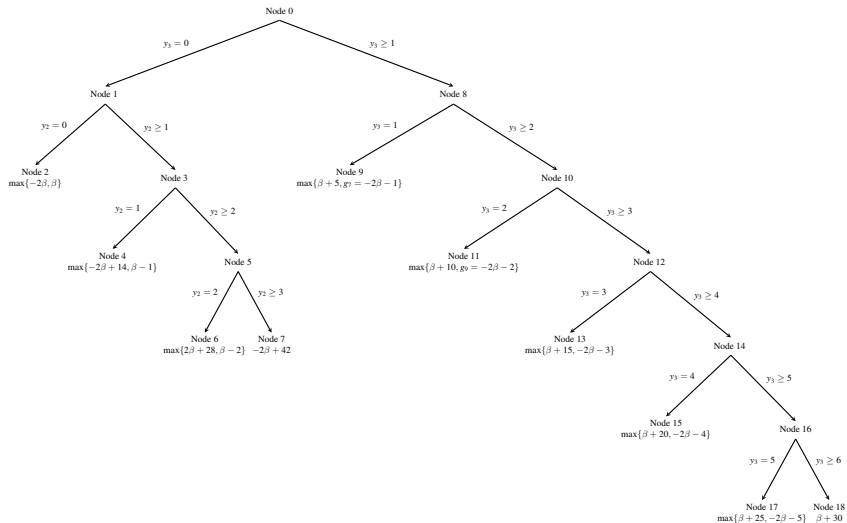 Node 0
y₃ = 0
y₃ ≥ 1
Node 1
Node 8
y₂ = 0
y₂ ≥ 1
y₃ = 1
y₃ ≥ 2
Node 2
max{−2β, β}
Node 3
Node 9
max{β + 5, g₇ = −2β − 1}
Node 10
y₂ = 1
y₂ ≥ 2
y₃ = 2
y₃ ≥ 3
Node 4
max{−2β + 14, β − 1}
Node 5
Node 11
max{β + 10, g₉ = −2β − 2}
Node 12
y₂ = 2
y₂ ≥ 3
y₃ = 3
y₃ ≥ 4
Node 6
max{2β + 28, β − 2}
Node 7
−2β + 42
Node 13
max{β + 15, −2β − 3}
Node 14
y₃ = 4
y₃ ≥ 5
Node 15
max{β + 20, −2β − 4}
Node 16
y₃ = 5
y₃ ≥ 6
Node 17
max{β + 25, −2β − 5}
Node 18
β + 30